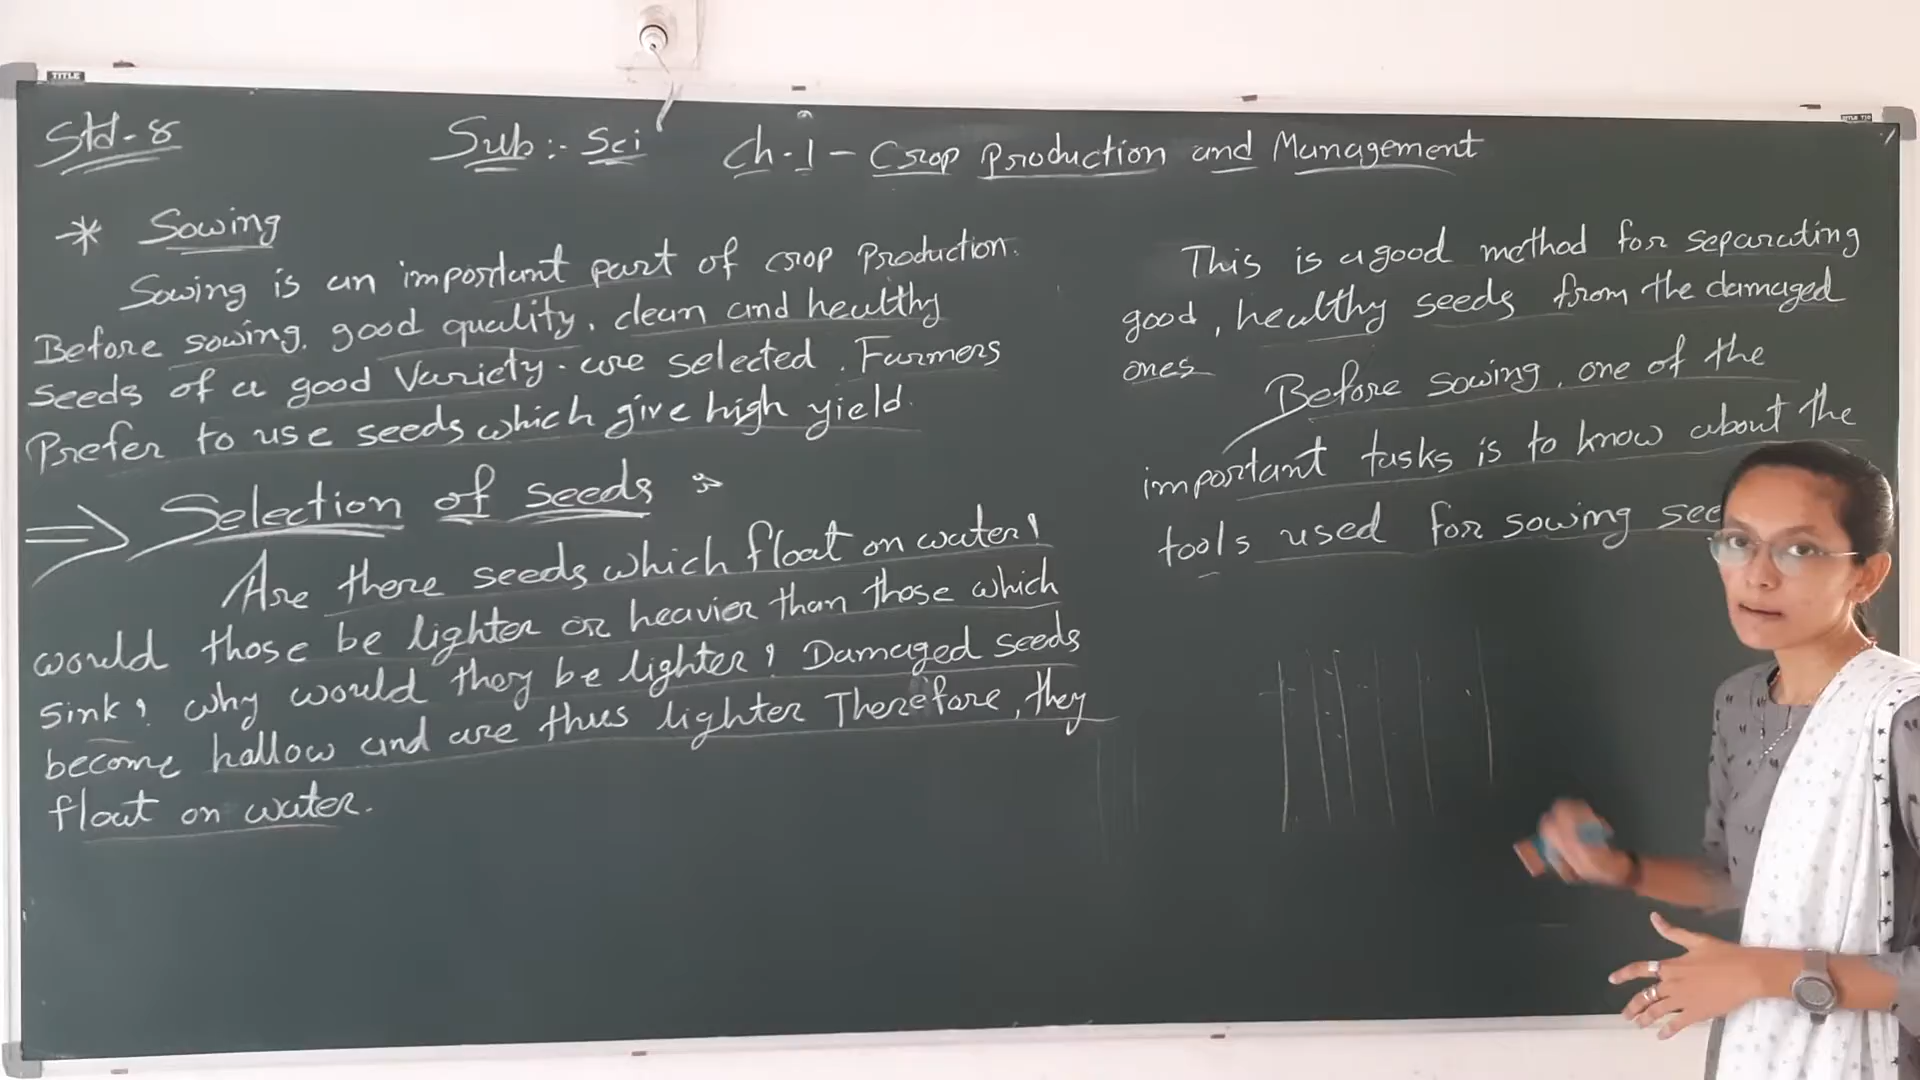 TITLE
Std-8 Sub:- Sci Ch-1 - Crop Production and Management
* Sowing
Sowing is an important part of crop Production.
Before sowing, good quality, clean and healthy
seeds of a good Variety are selected. Farmers
Prefer to use seeds which give high yield.
⇒ Selection of seeds :-
Are there seeds which float on water?
would those be lighter or heavier than those which
sink? why would they be lighter? Damaged seeds
become hallow and are thus lighter Therefore, they
float on water.
This is a good method for separating
good, healthy seeds from the damaged
ones
Before sowing, one of the
important tasks is to know about the
tools used for sowing see